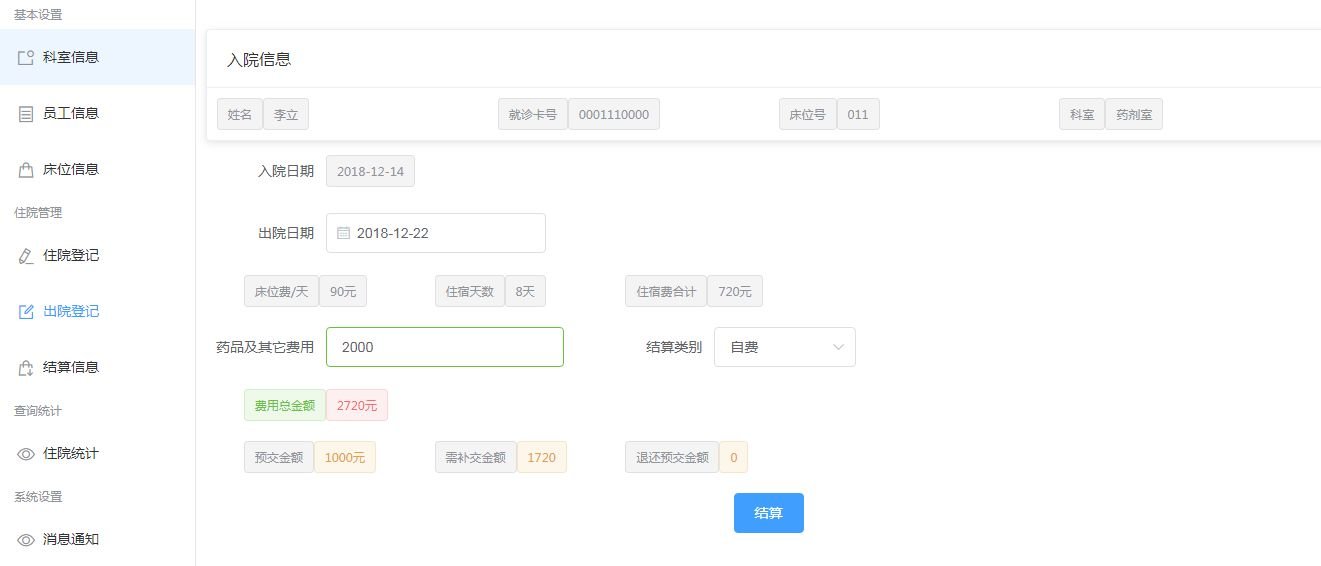 基本设置
科室信息
员工信息
床位信息
住院管理
住院登记
出院登记
结算信息
查询统计
住院统计
系统设置
消息通知
入院信息
姓名 李立 就诊卡号 0001110000 床位号 011 科室 药剂室
入院日期 2018-12-14
出院日期 2018-12-22
床位费/天 90元 住宿天数 8天 住宿费合计 720元
药品及其它费用 2000 结算类别 自费
费用总金额 2720元
预交金额 1000元 需补交金额 1720 退还预交金额 0
结算